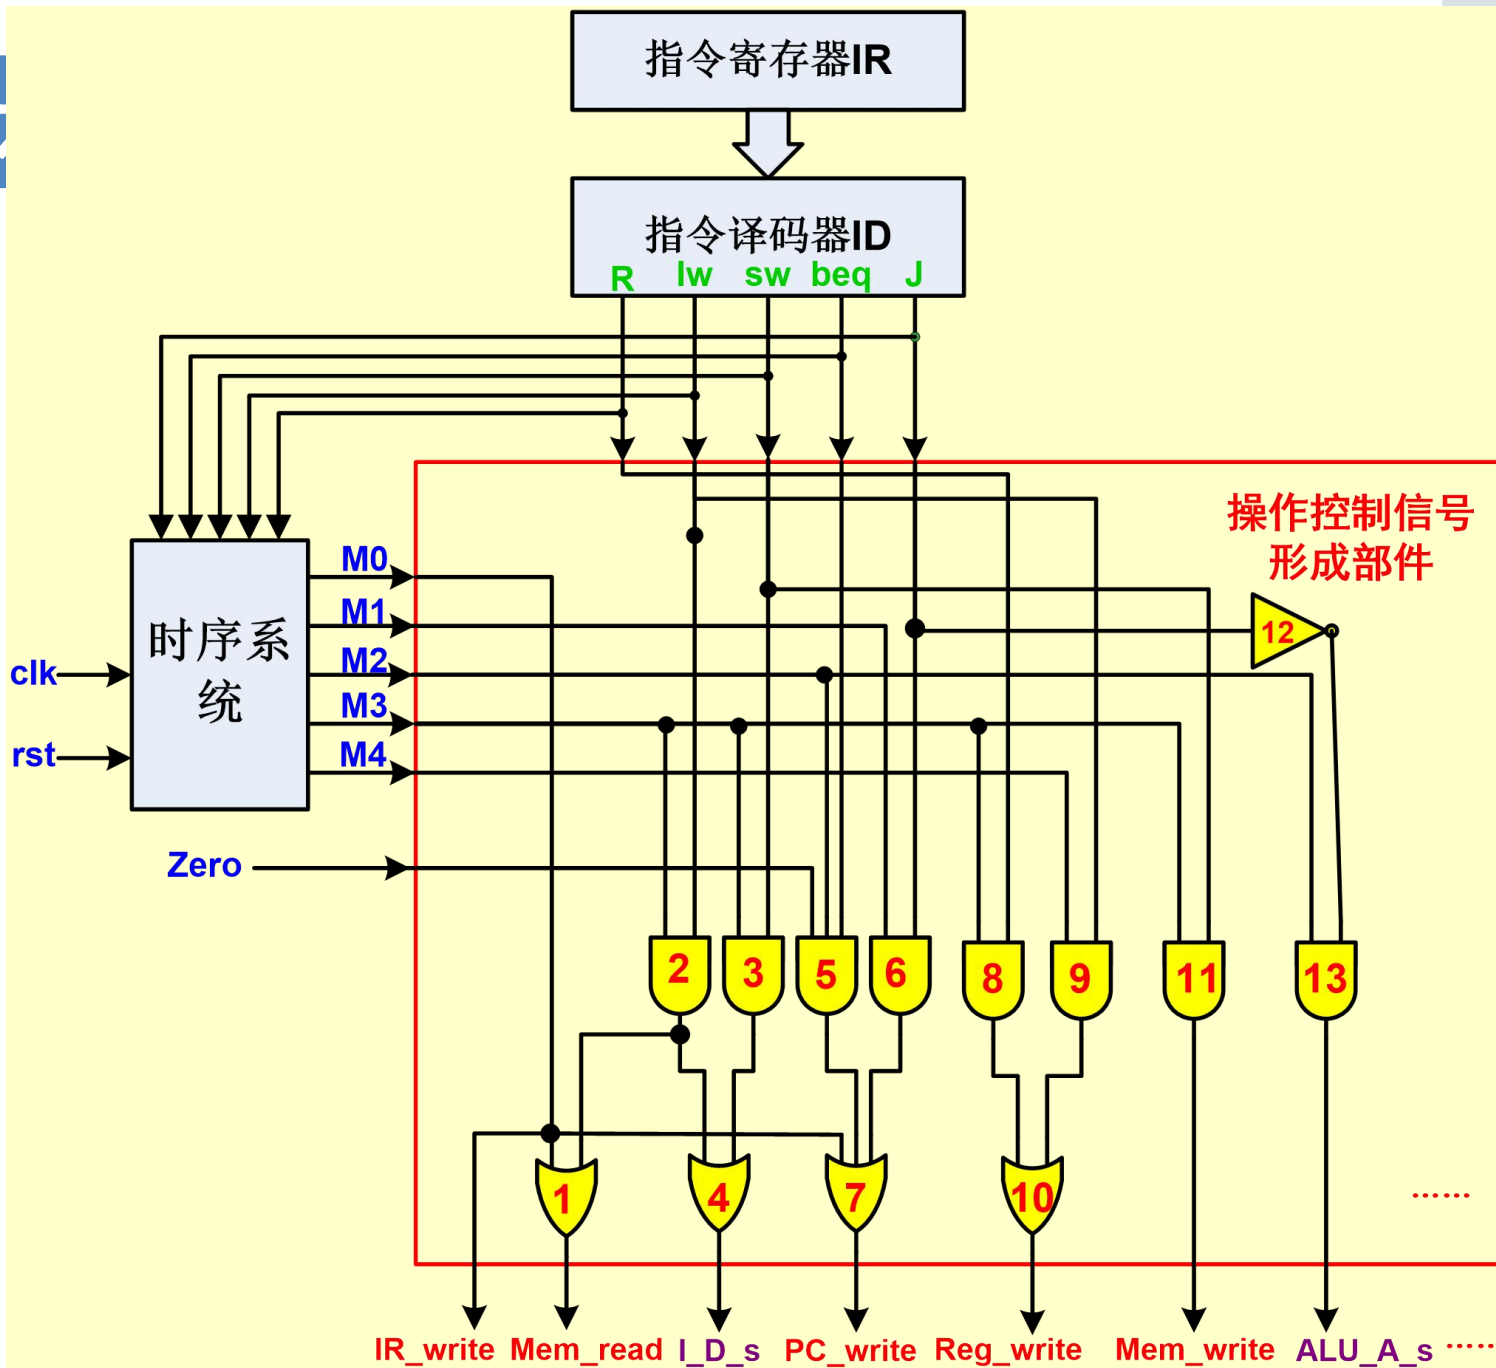 指令寄存器IR
指令译码器ID
R lw sw beq J
操作控制信号
形成部件
M0
M1
M2
M3
M4
时序系
统
clk
rst
Zero
12
2 3 5 6 8 9 11 13
1 4 7 10
……
IR_write Mem_read I_D_s PC_write Reg_write Mem_write ALU_A_s ……